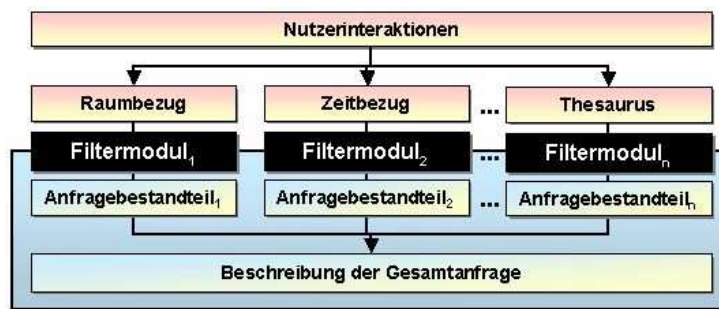 Nutzerinteraktionen
Raumbezug Zeitbezug ... Thesaurus
Filtermodul₁ Filtermodul₂ ... Filtermodulₙ
Anfragebestandteil₁ Anfragebestandteil₂ ... Anfragebestandteilₙ
Beschreibung der Gesamtanfrage